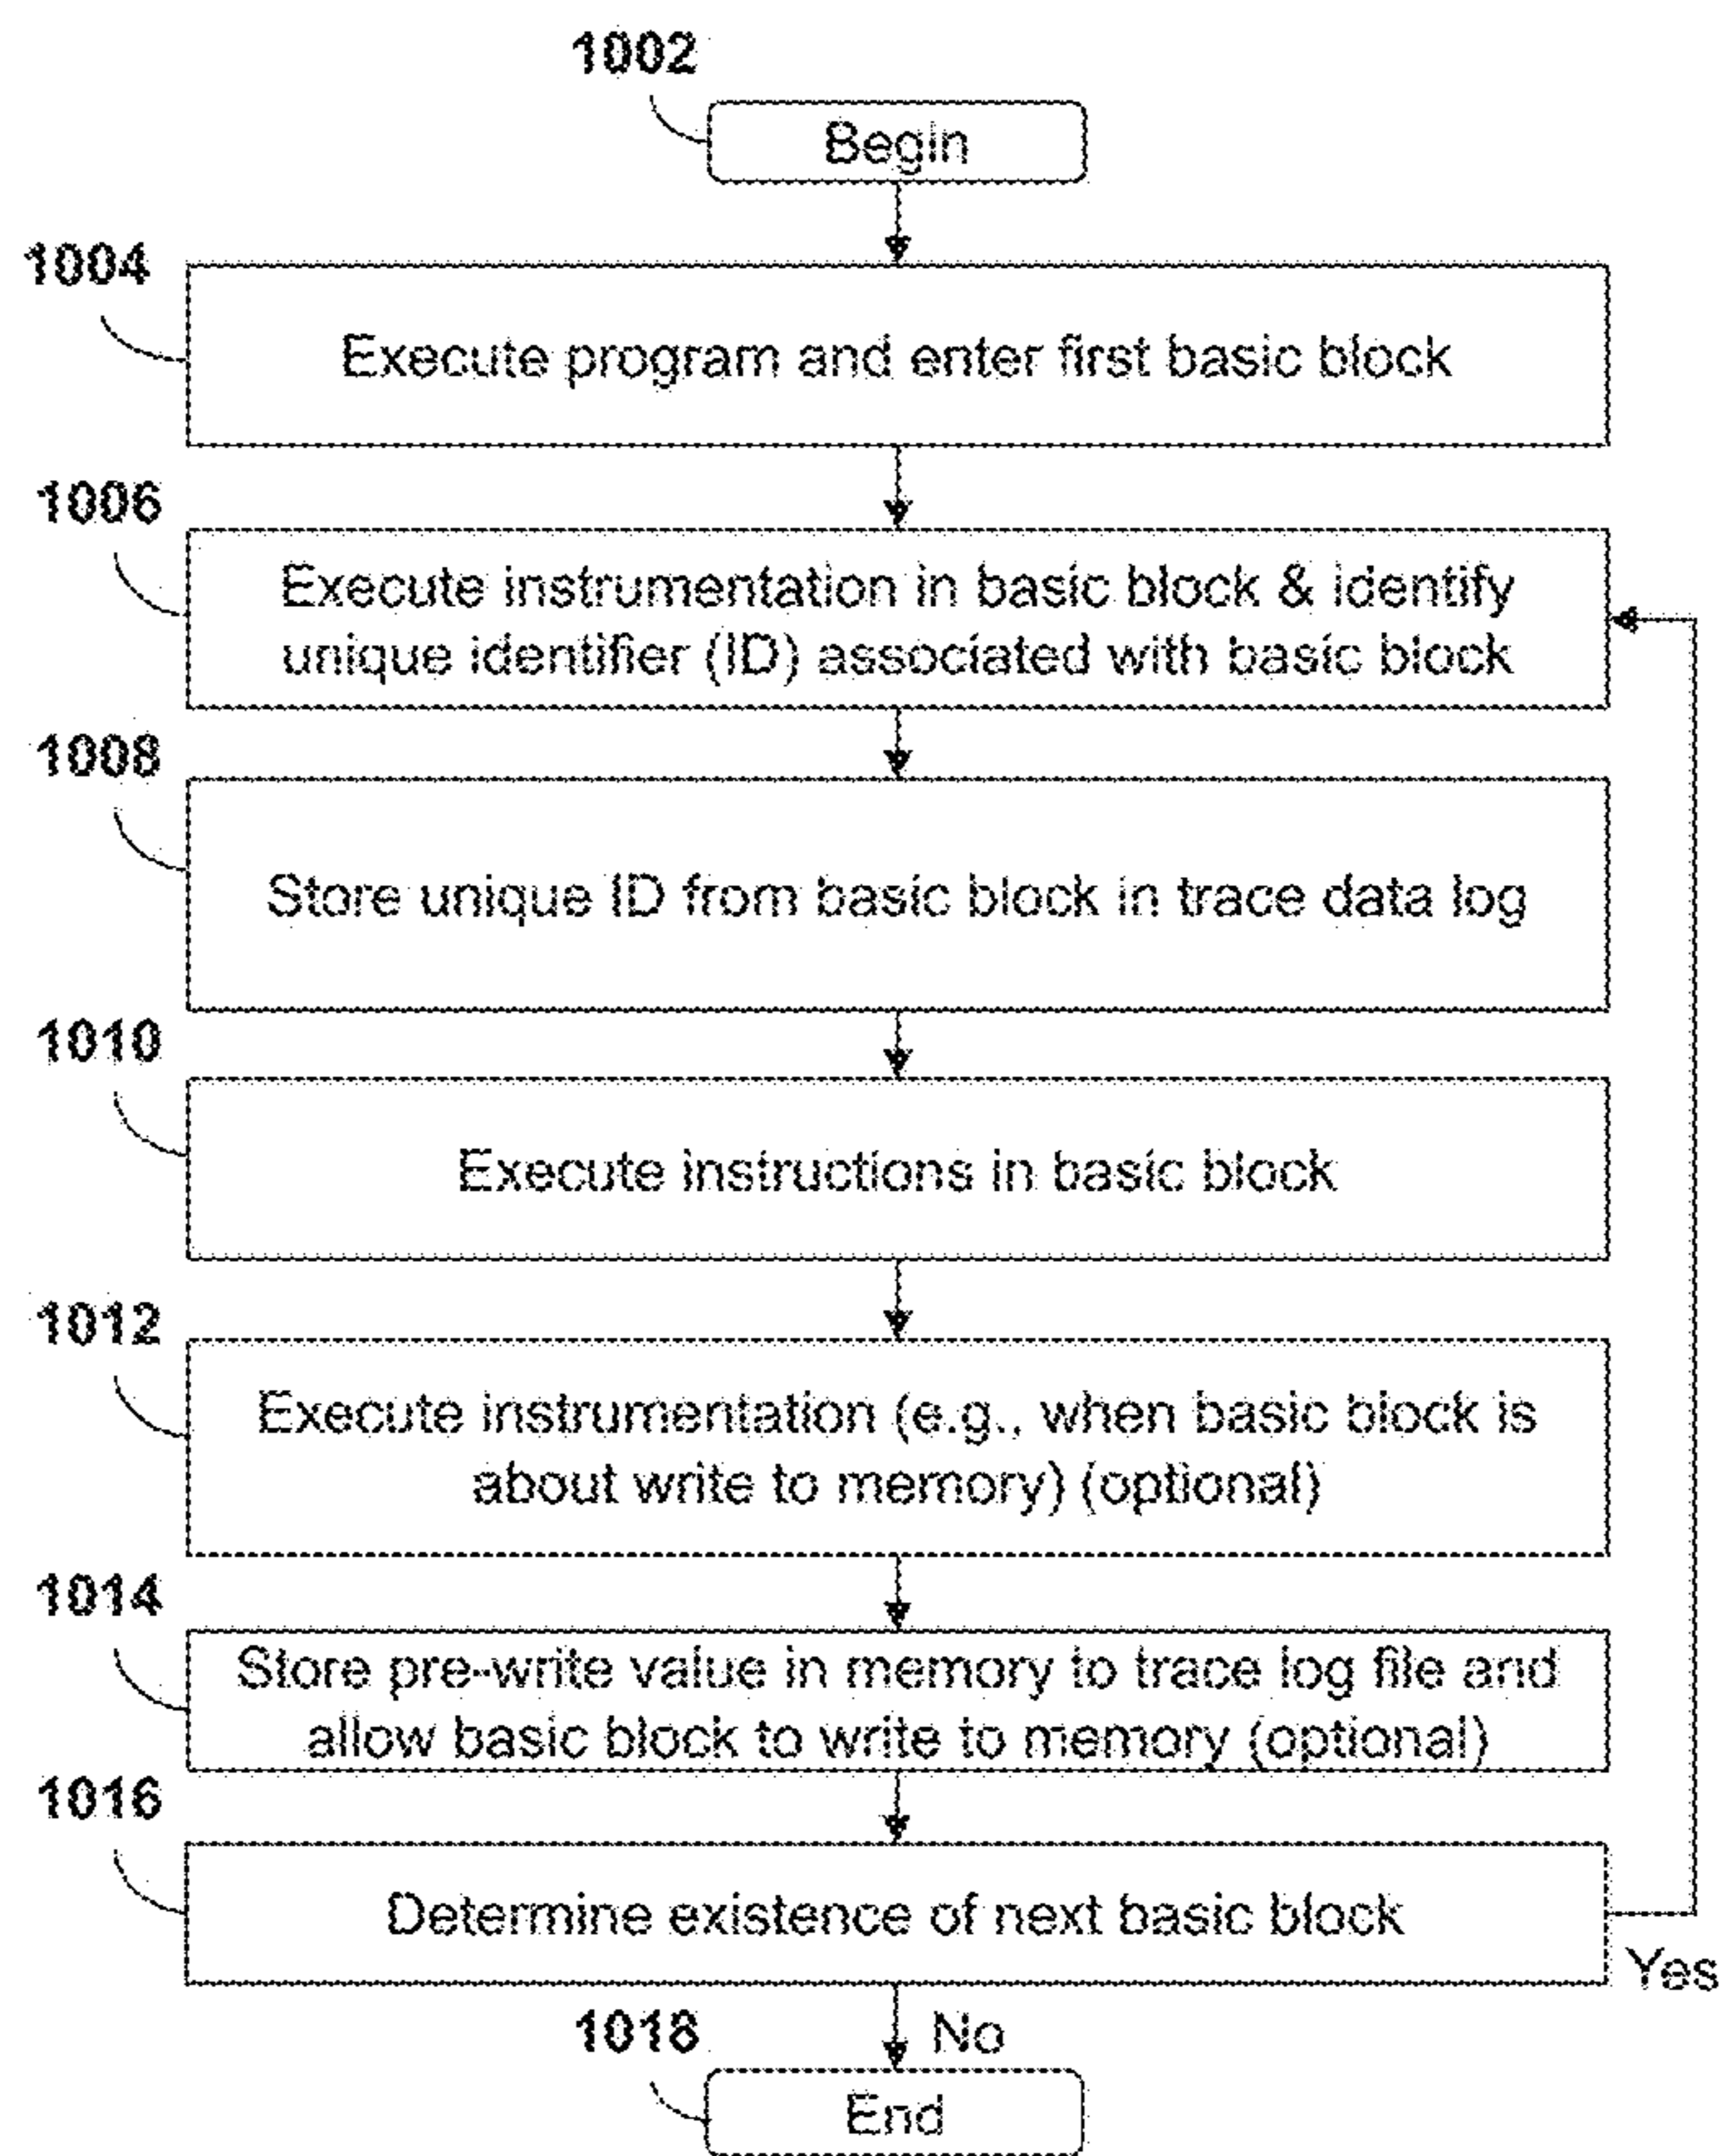 1002
Begin
1004
Execute program and enter first basic block
1006
Execute instrumentation in basic block & identify
unique identifier (ID) associated with basic block
1008
Store unique ID from basic block in trace data log
1010
Execute instructions in basic block
1012
Execute instrumentation (e.g., when basic block is
about write to memory) (optional)
1014
Store pre-write value in memory to trace log file and
allow basic block to write to memory (optional)
1016
Determine existence of next basic block
Yes
1018
No
End